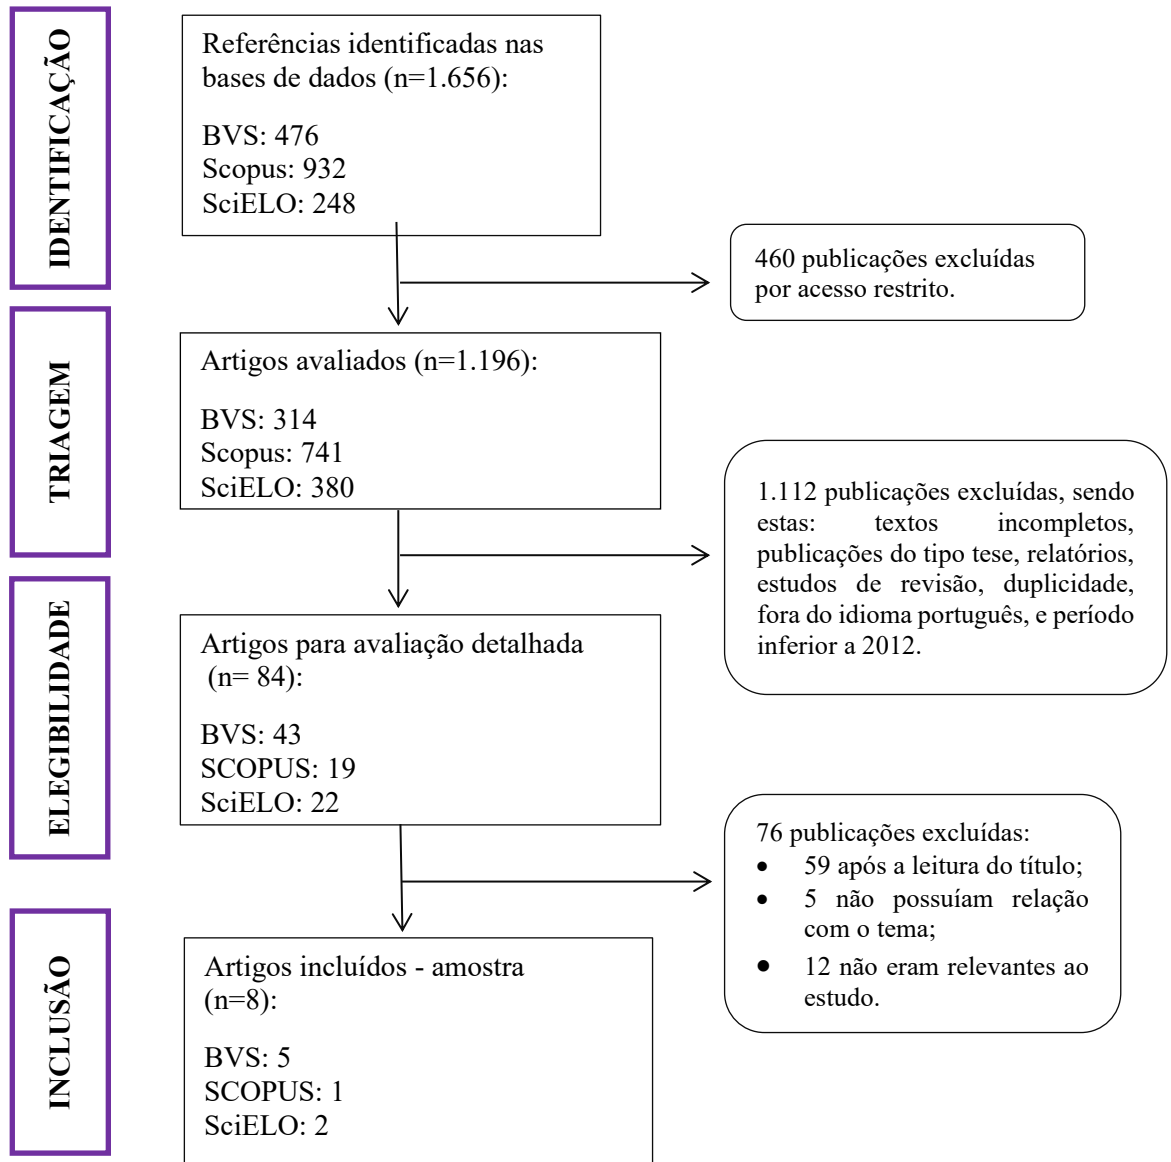 IDENTIFICAÇÃO
Referências identificadas nas
bases de dados (n=1.656):
BVS: 476
Scopus: 932
SciELO: 248
460 publicações excluídas
por acesso restrito.
TRIAGEM
Artigos avaliados (n=1.196):
BVS: 314
Scopus: 741
SciELO: 380
1.112 publicações excluídas, sendo
estas: textos incompletos,
publicações do tipo tese, relatórios,
estudos de revisão, duplicidade,
fora do idioma português, e período
inferior a 2012.
ELEGIBILIDADE
Artigos para avaliação detalhada
(n= 84):
BVS: 43
SCOPUS: 19
SciELO: 22
76 publicações excluídas:
• 59 após a leitura do título;
• 5 não possuíam relação
com o tema;
• 12 não eram relevantes ao
estudo.
INCLUSÃO
Artigos incluídos - amostra
(n=8):
BVS: 5
SCOPUS: 1
SciELO: 2